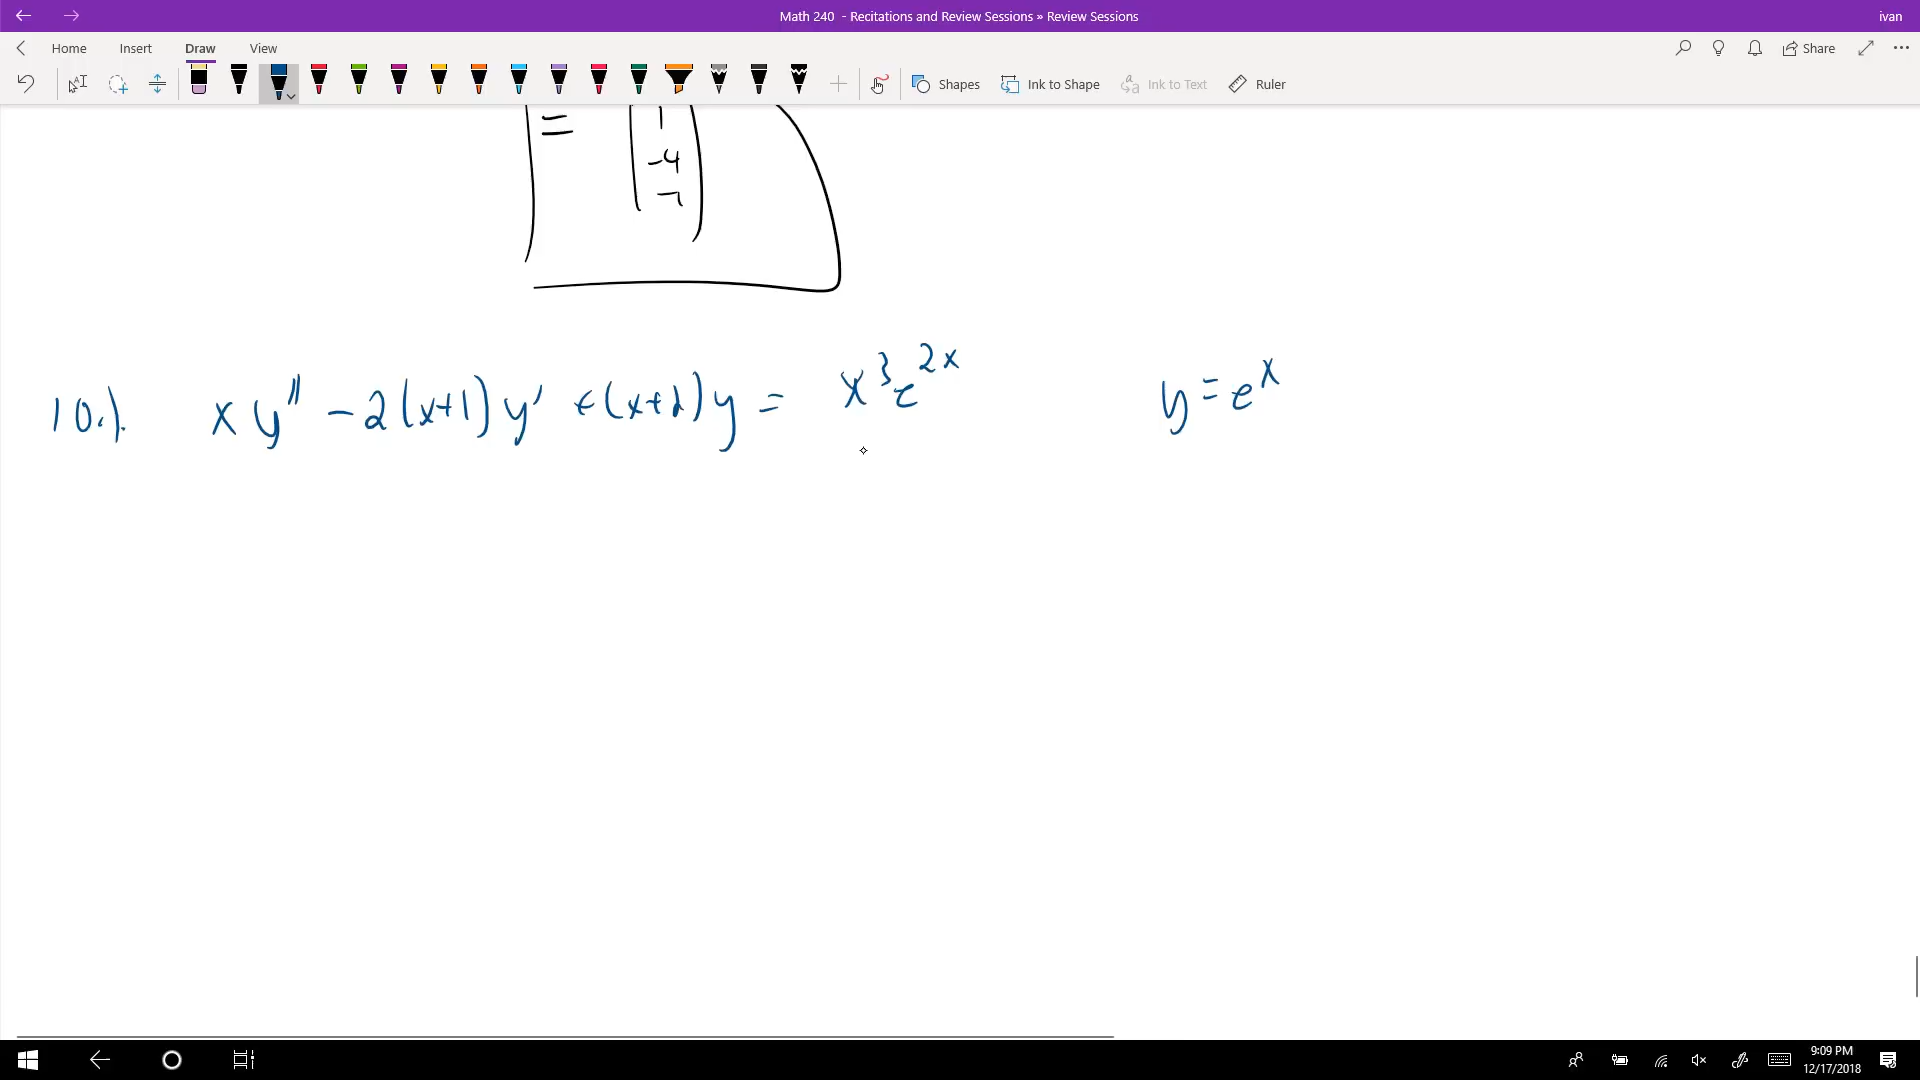 Math 240 - Recitations and Review Sessions » Review Sessions
ivan
Home Insert Draw View
Share
Shapes Ink to Shape Ink to Text Ruler
=
1
-4
10.) xy'' - 2(x+1)y' + (x+2)y = x³e^{2x} y = e^x
9:09 PM
12/17/2018